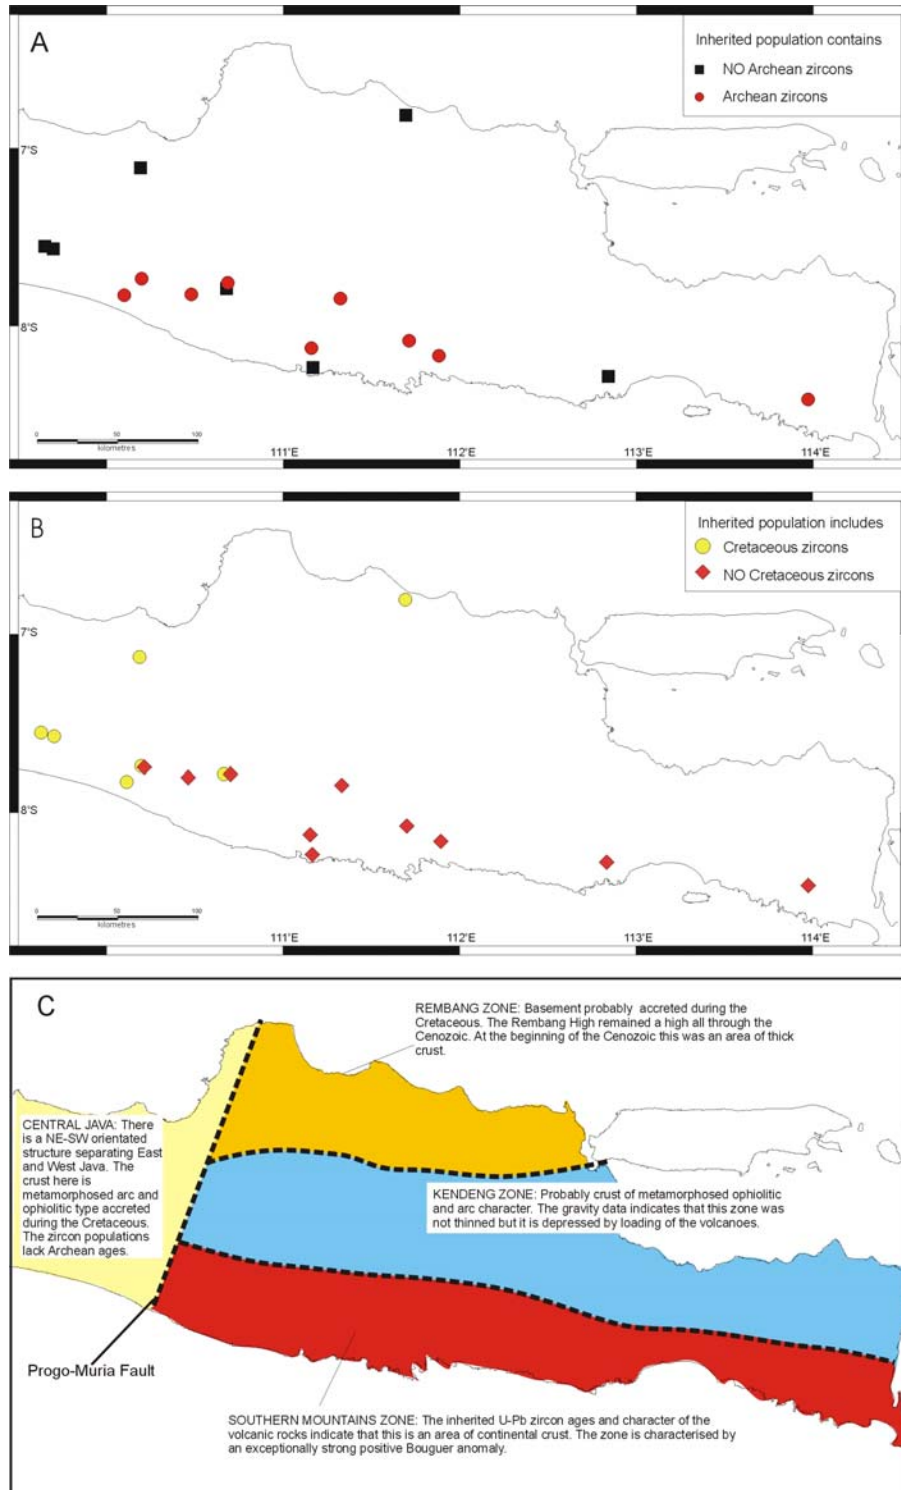 A
Inherited population contains
NO Archean zircons
Archean zircons
7°S
8°S
0 50 100
kilometres
111°E 112°E 113°E 114°E
B
Inherited population includes
Cretaceous zircons
NO Cretaceous zircons
7°S
8°S
0 50 100
kilometres
111°E 112°E 113°E 114°E
C
REMBANG ZONE: Basement probably accreted during the
Cretaceous. The Rembang High remained a high all through the
Cenozoic. At the beginning of the Cenozoic this was an area of thick
crust.
CENTRAL JAVA: There
is a NE-SW orientated
structure separating East
and West Java. The
crust here is
metamorphosed arc and
ophiolitic type accreted
during the Cretaceous.
The zircon populations
lack Archean ages.
KENDENG ZONE: Probably crust of metamorphosed ophiolitic
and arc character. The gravity data indicates that this zone was
not thinned but it is depressed by loading of the volcanoes.
Progo-Muria Fault
SOUTHERN MOUNTAINS ZONE: The inherited U-Pb zircon ages and character of the
volcanic rocks indicate that this is an area of continental crust. The zone is characterised by
an exceptionally strong positive Bouguer anomaly.